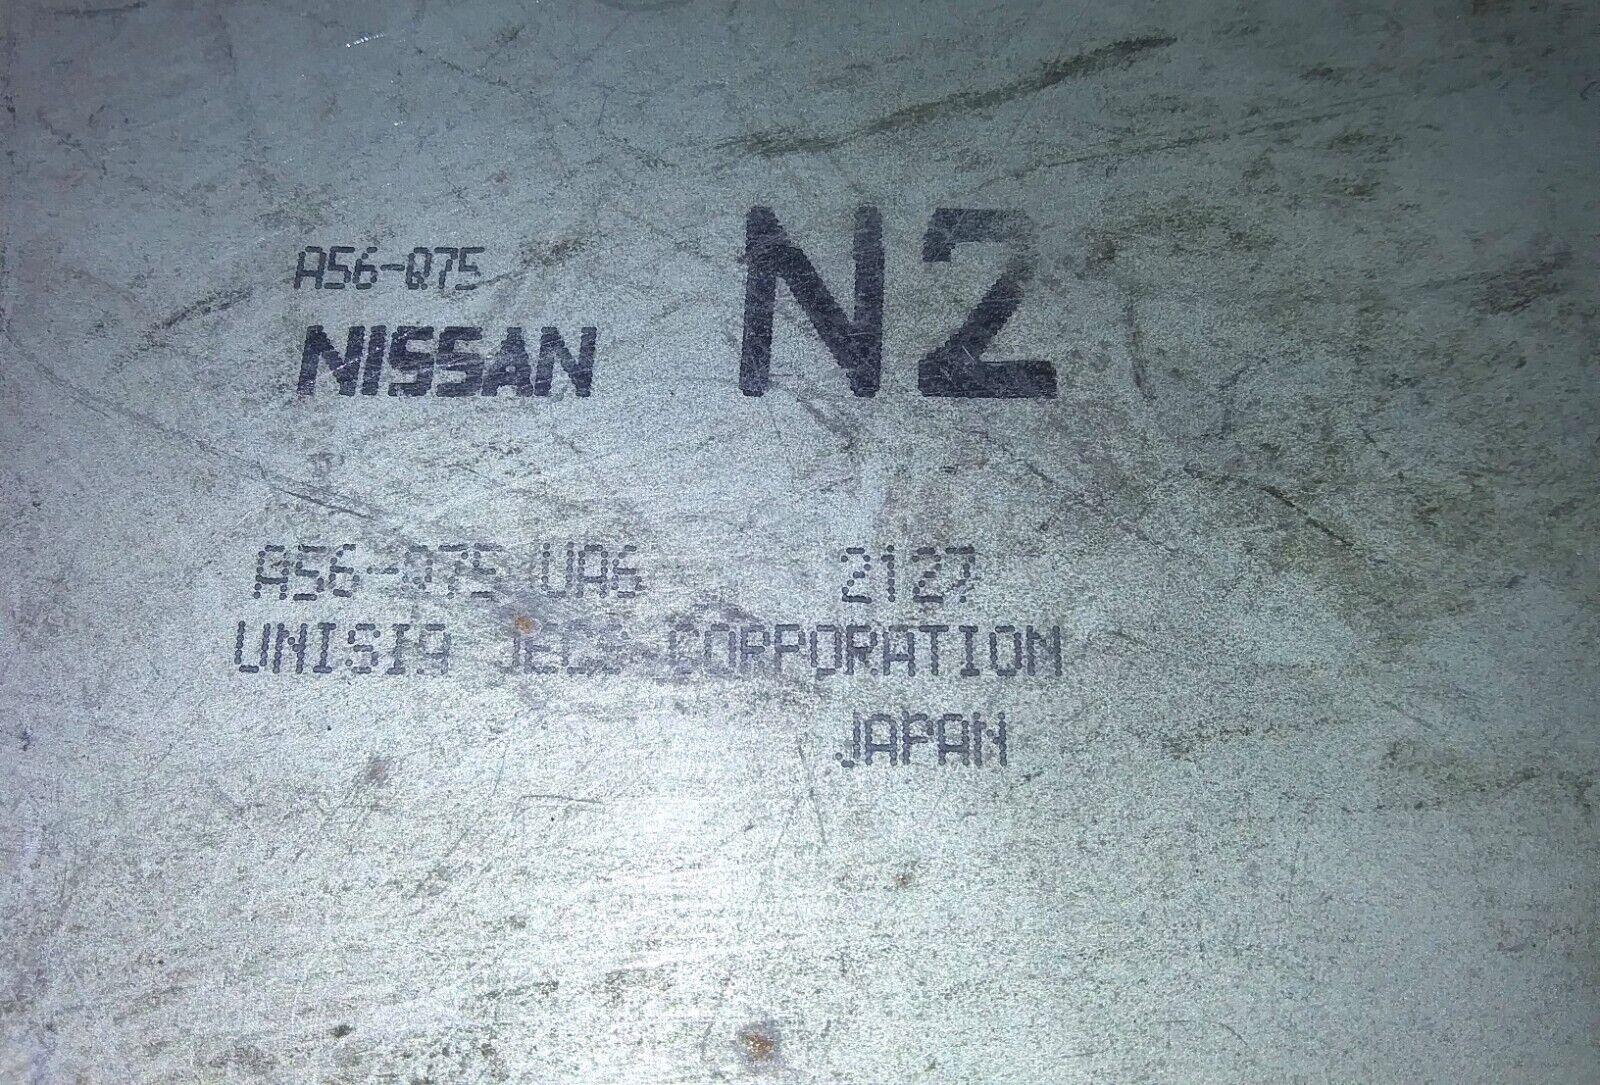 A56-Q75
NISSAN N2
A56-Q75 UA6 2127
UNISIA JECS CORPORATION
JAPAN